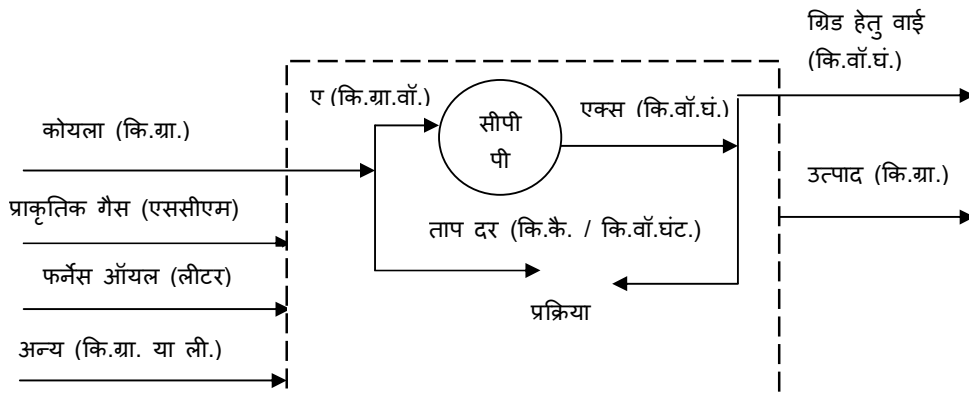 ग्रिड हेतु वाई
(कि.वॉ.घं.)
ए (कि.ग्रा.वॉ.)
एक्स (कि.वॉ.घं.)
सीपी
पी
कोयला (कि.ग्रा.)
उत्पाद (कि.ग्रा.)
प्राकृतिक गैस (एससीएम)
ताप दर (कि.कै. / कि.वॉ.घंट.)
फर्नेस ऑयल (लीटर)
प्रक्रिया
अन्य (कि.ग्रा. या ली.)